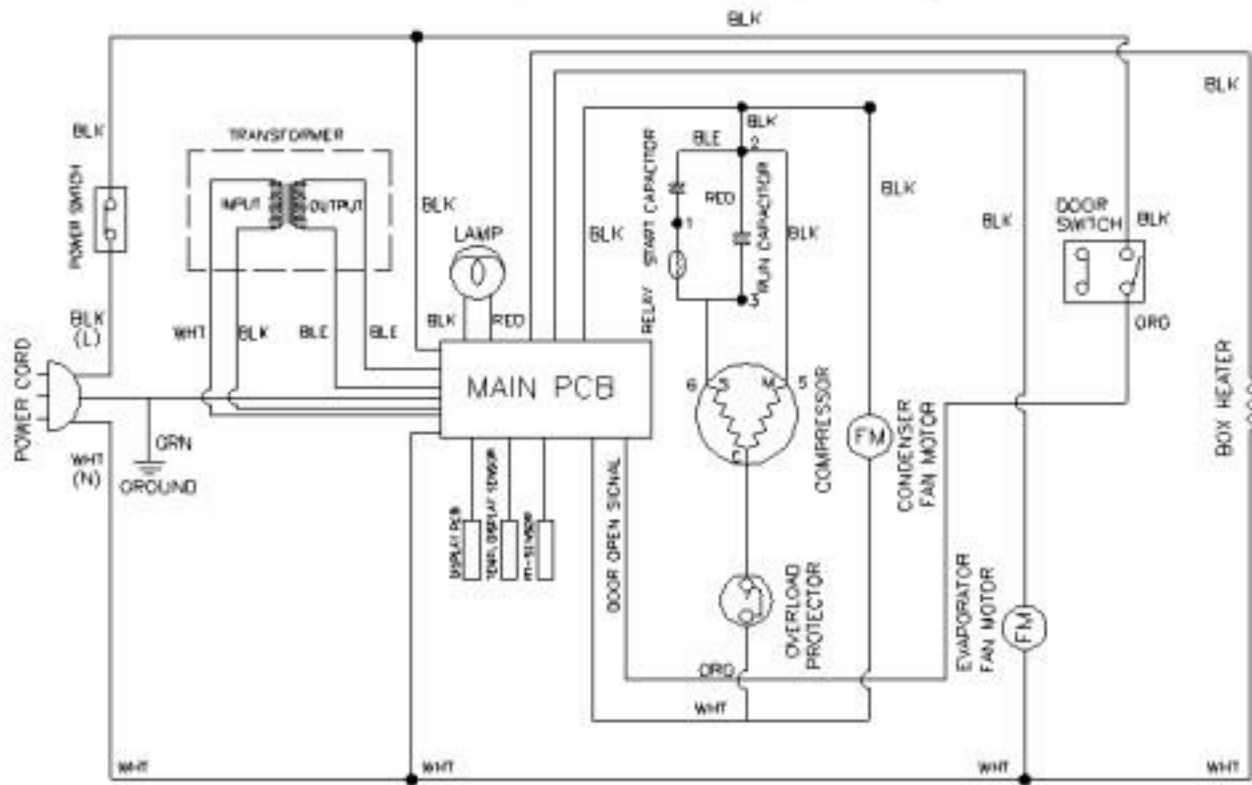 BLK
BLK
BLK
TRANSFORMER
BLE
BLK
2
POWER SWITCH
INPUT
OUTPUT
BLK
LAMP
START CAPACITOR
RED
RUN CAPACITOR
BLK
BLK
BLK
BLK
DOOR
SWITCH
BLK
1
3
RELAY
BLK
(L)
WHT
BLK
BLE
BLE
BLK
RED
ORG
POWER CORD
MAIN PCB
6
S
M
5
C
COMPRESSOR
FM
CONDENSER
FAN MOTOR
BOX HEATER
WHT
(N)
GRN
GROUND
DISPLAY PCB
TEMP. DISPLAY SENSOR
DOOR OPEN SIGNAL
OVERLOAD
PROTECTOR
EVAPORATOR
FAN MOTOR
FM
ORG
WHT
WHT
WHT
WHT
WHT